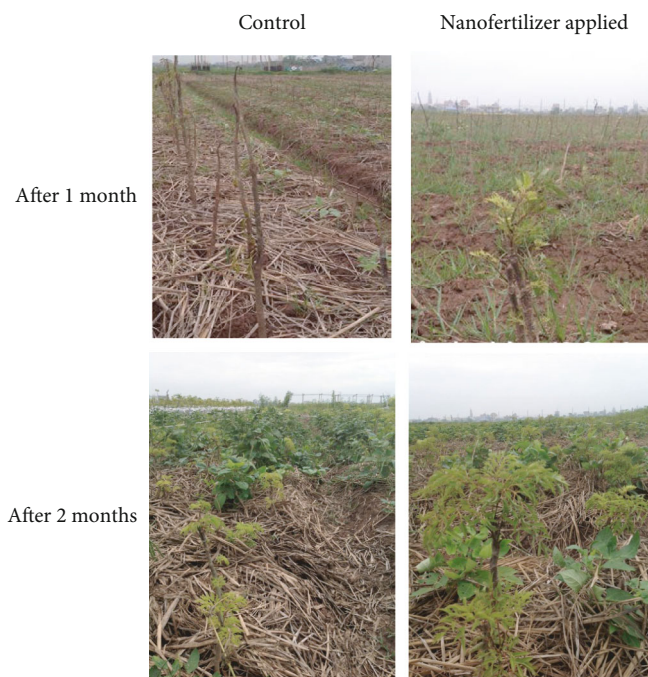 Control
Nanofertilizer applied
After 1 month
After 2 months